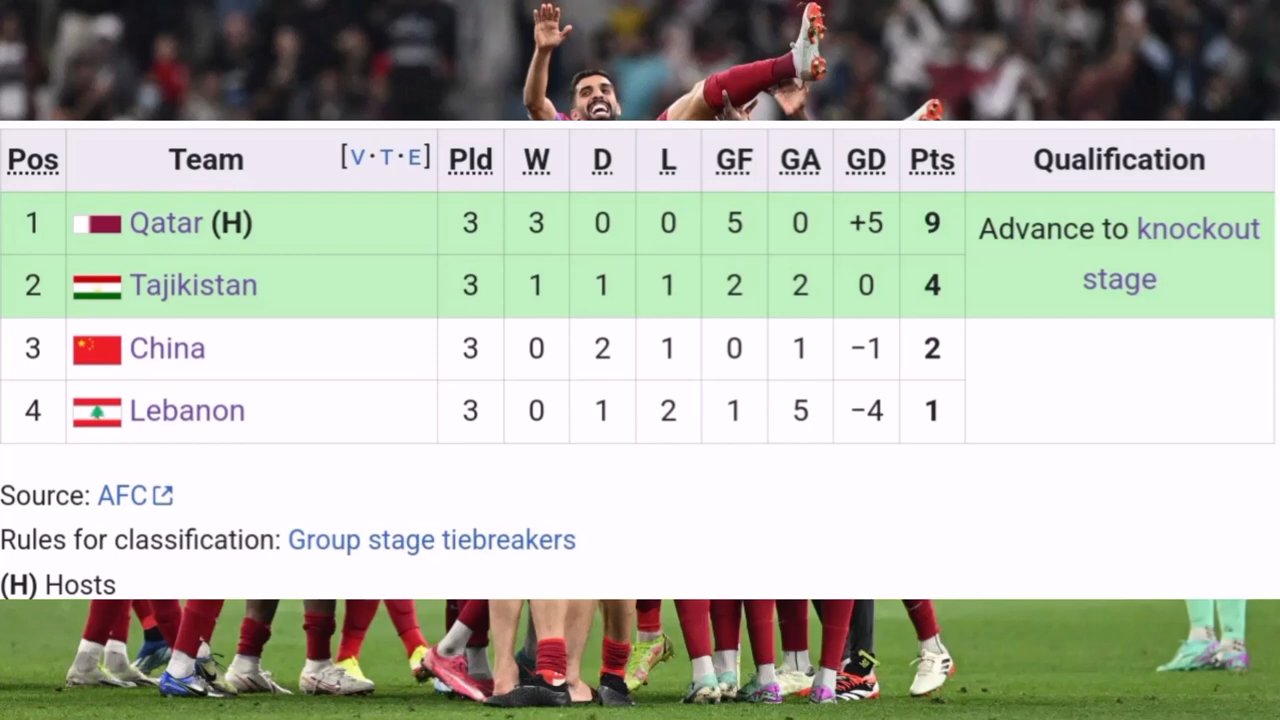 Pos Team [V·T·E] Pld W D L GF GA GD Pts Qualification
1 Qatar (H) 3 3 0 0 5 0 +5 9 Advance to knockout
stage
2 Tajikistan 3 1 1 1 2 2 0 4
3 China 3 0 2 1 0 1 −1 2
4 Lebanon 3 0 1 2 1 5 −4 1
Source: AFC
Rules for classification: Group stage tiebreakers
(H) Hosts